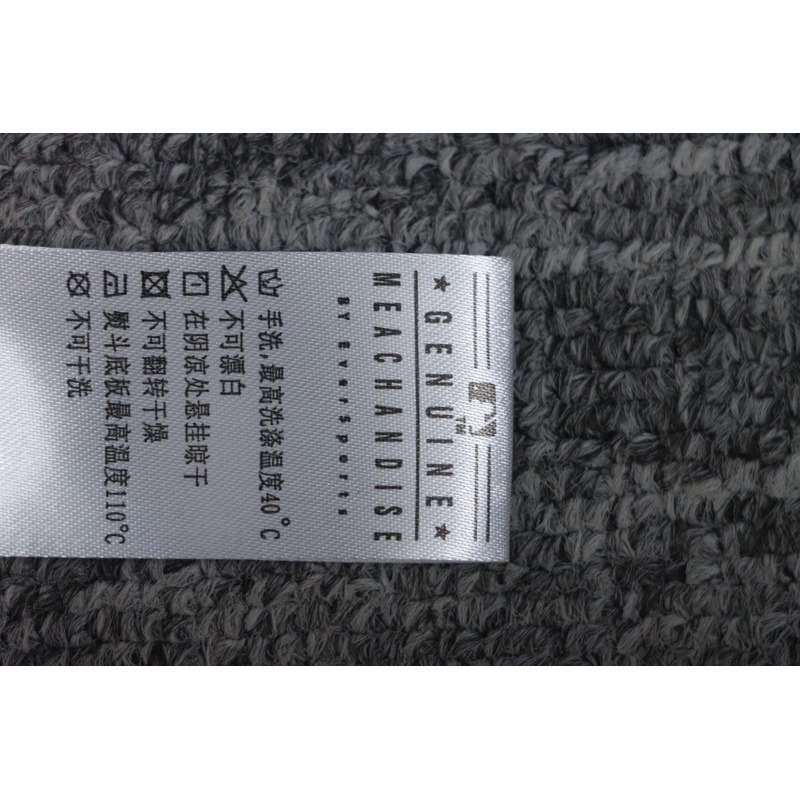 TM
★ GENUINE ★
MEACHANDISE
BY EverSports
手洗,最高洗涤温度40°C
不可漂白
在阴凉处悬挂晾干
不可翻转干燥
熨斗底板最高温度110°C
不可干洗